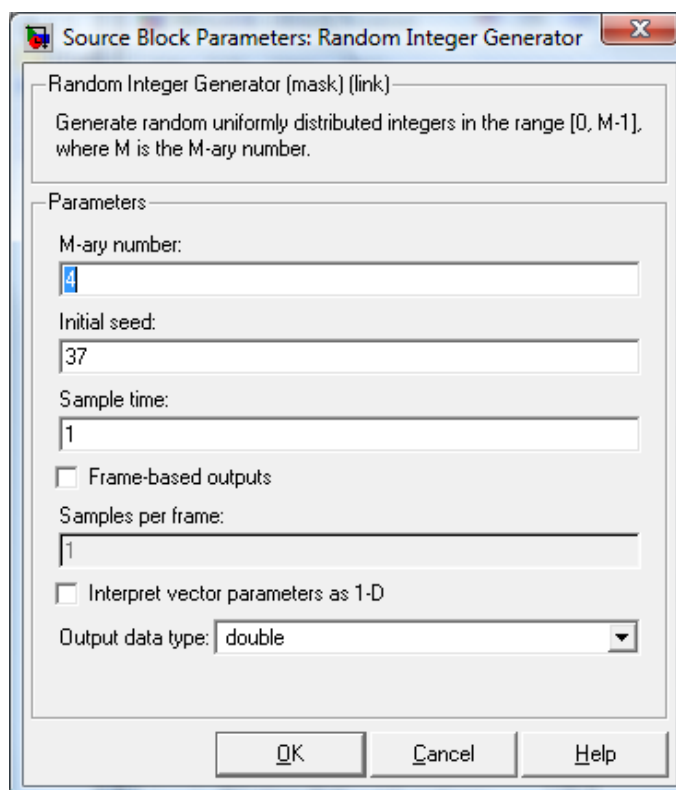 Source Block Parameters: Random Integer Generator
Random Integer Generator (mask) (link)
Generate random uniformly distributed integers in the range [0, M-1],
where M is the M-ary number.
Parameters
M-ary number:
4
Initial seed:
37
Sample time:
1
Frame-based outputs
Samples per frame:
1
Interpret vector parameters as 1-D
Output data type: double
OK Cancel Help